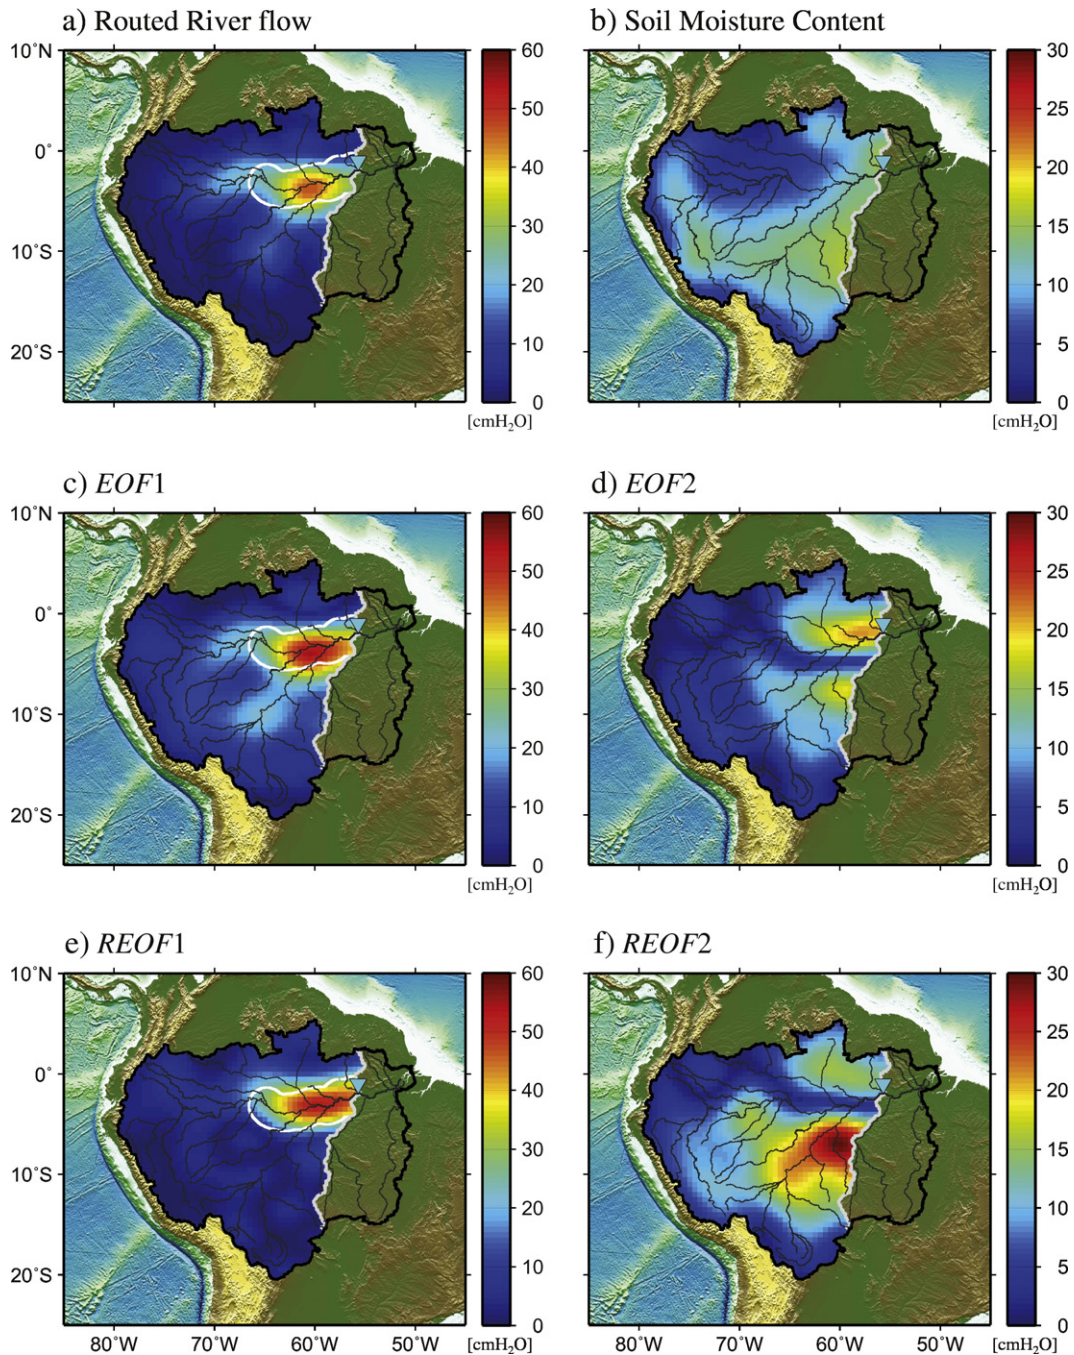 a) Routed River flow
b) Soil Moisture Content
10°N
0°
10°S
20°S
60
50
40
30
20
10
0
[cmH₂O]
30
25
20
15
10
5
0
[cmH₂O]
c) EOF1
d) EOF2
10°N
0°
10°S
20°S
60
50
40
30
20
10
0
[cmH₂O]
30
25
20
15
10
5
0
[cmH₂O]
e) REOF1
f) REOF2
10°N
0°
10°S
20°S
60
50
40
30
20
10
0
30
25
20
15
10
5
0
80°W 70°W 60°W 50°W [cmH₂O] 80°W 70°W 60°W 50°W [cmH₂O]